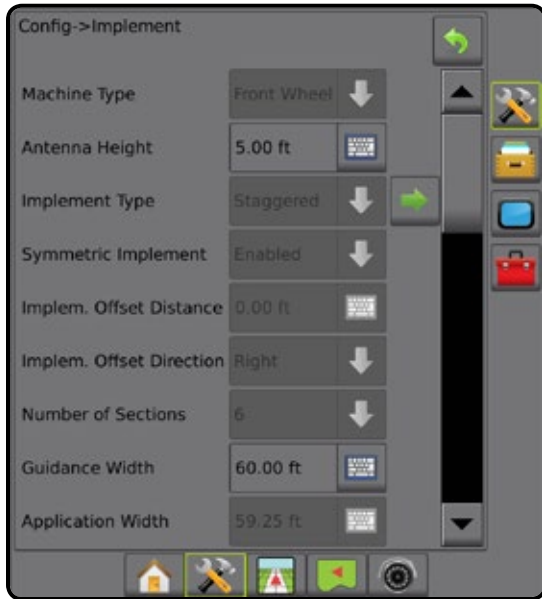 Config->Implement
Machine Type Front Wheel
Antenna Height 5.00 ft
Implement Type Staggered
Symmetric Implement Enabled
Implem. Offset Distance 0.00 ft
Implem. Offset Direction Right
Number of Sections 6
Guidance Width 60.00 ft
Application Width 59.25 ft